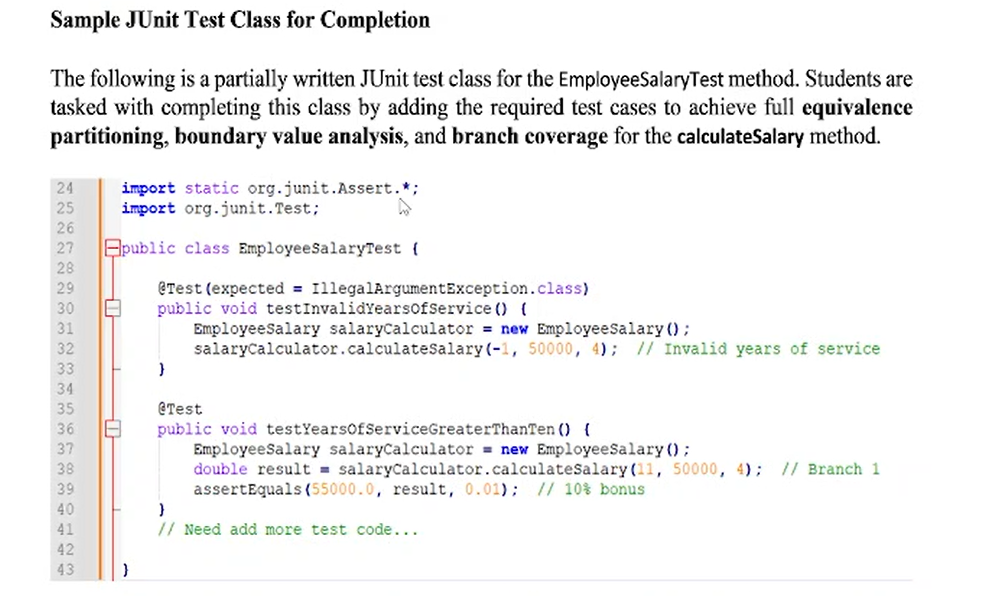 Sample JUnit Test Class for Completion
The following is a partially written JUnit test class for the EmployeeSalaryTest method. Students are
tasked with completing this class by adding the required test cases to achieve full equivalence
partitioning, boundary value analysis, and branch coverage for the calculateSalary method.
24 import static org.junit.Assert.*;
25 import org.junit.Test;
26
27 public class EmployeeSalaryTest {
28
29 @Test(expected = IllegalArgumentException.class)
30 public void testInvalidYearsOfService() {
31 EmployeeSalary salaryCalculator = new EmployeeSalary();
32 salaryCalculator.calculateSalary(-1, 50000, 4); // Invalid years of service
33 }
34
35 @Test
36 public void testYearsOfServiceGreaterThanTen() {
37 EmployeeSalary salaryCalculator = new EmployeeSalary();
38 double result = salaryCalculator.calculateSalary(11, 50000, 4); // Branch 1
39 assertEquals(55000.0, result, 0.01); // 10% bonus
40 }
41 // Need add more test code...
42
43 }